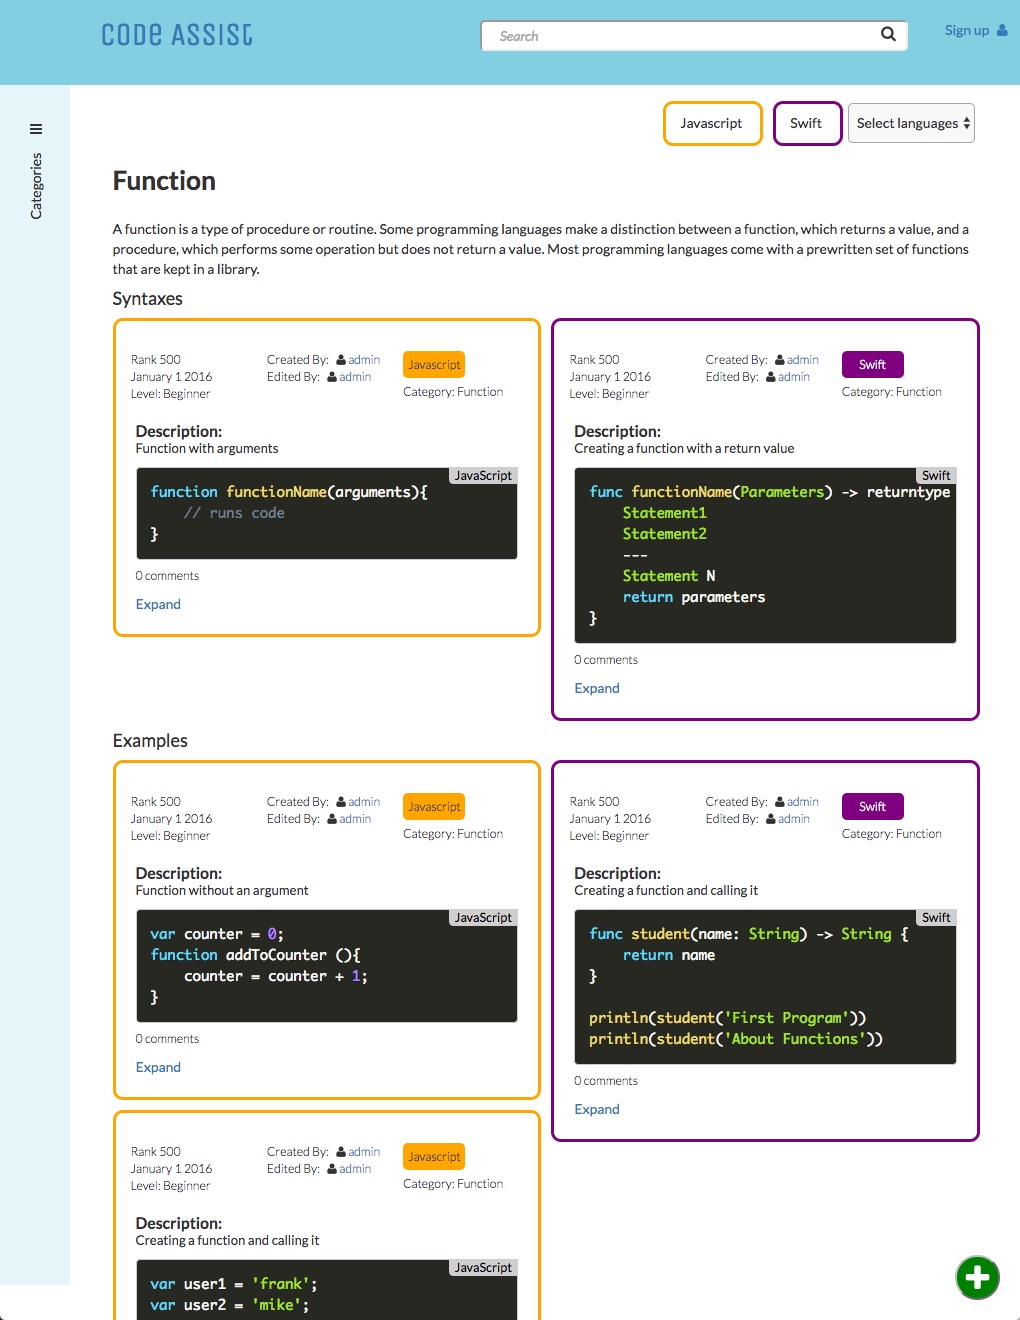 CODE ASSIST
Search
Sign up
Categories
Javascript
Swift
Select languages
Function
A function is a type of procedure or routine. Some programming languages make a distinction between a function, which returns a value, and a
procedure, which performs some operation but does not return a value. Most programming languages come with a prewritten set of functions
that are kept in a library.
Syntaxes
Rank 500
January 1 2016
Level: Beginner
Created By: admin
Edited By: admin
Javascript
Category: Function
Description:
Function with arguments
JavaScript
function functionName(arguments){
    // runs code
}
0 comments
Expand
Rank 500
January 1 2016
Level: Beginner
Created By: admin
Edited By: admin
Swift
Category: Function
Description:
Creating a function with a return value
Swift
func functionName(Parameters) -> returntype
    Statement1
    Statement2
    ---
    Statement N
    return parameters
}
0 comments
Expand
Examples
Rank 500
January 1 2016
Level: Beginner
Created By: admin
Edited By: admin
Javascript
Category: Function
Description:
Function without an argument
JavaScript
var counter = 0;
function addToCounter (){
    counter = counter + 1;
}
0 comments
Expand
Rank 500
January 1 2016
Level: Beginner
Created By: admin
Edited By: admin
Swift
Category: Function
Description:
Creating a function and calling it
Swift
func student(name: String) -> String {
    return name
}
println(student('First Program'))
println(student('About Functions'))
0 comments
Expand
Rank 500
January 1 2016
Level: Beginner
Created By: admin
Edited By: admin
Javascript
Category: Function
Description:
Creating a function and calling it
JavaScript
var user1 = 'frank';
var user2 = 'mike';